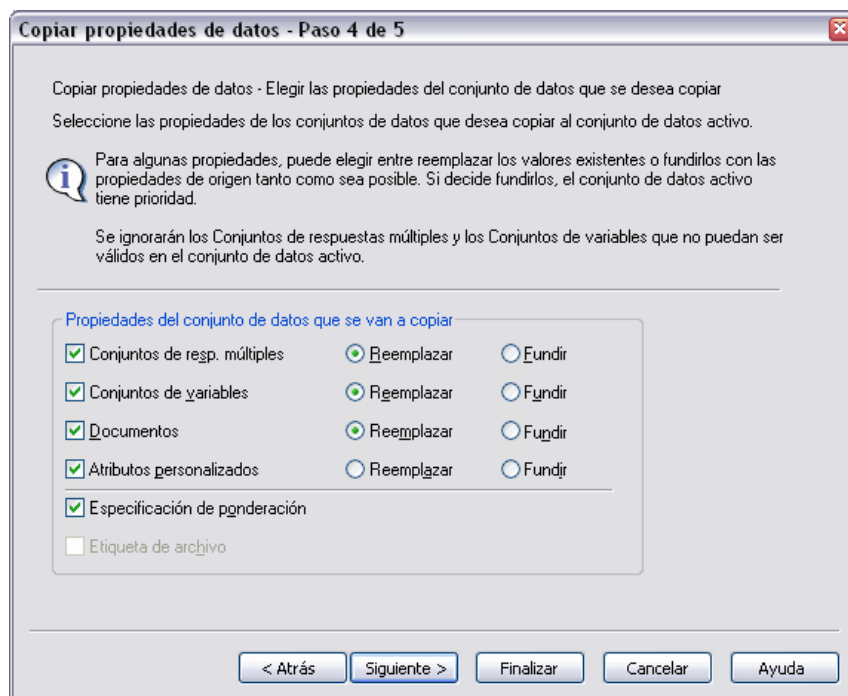 Copiar propiedades de datos - Paso 4 de 5
Copiar propiedades de datos - Elegir las propiedades del conjunto de datos que se desea copiar
Seleccione las propiedades de los conjuntos de datos que desea copiar al conjunto de datos activo.
Para algunas propiedades, puede elegir entre reemplazar los valores existentes o fundirlos con las
propiedades de origen tanto como sea posible. Si decide fundirlos, el conjunto de datos activo
tiene prioridad.
Se ignorarán los Conjuntos de respuestas múltiples y los Conjuntos de variables que no puedan ser
válidos en el conjunto de datos activo.
Propiedades del conjunto de datos que se van a copiar
Conjuntos de resp. múltiples Reemplazar Fundir
Conjuntos de variables Reemplazar Fundir
Documentos Reemplazar Fundir
Atributos personalizados Reemplazar Fundir
Especificación de ponderación
Etiqueta de archivo
< Atrás Siguiente > Finalizar Cancelar Ayuda